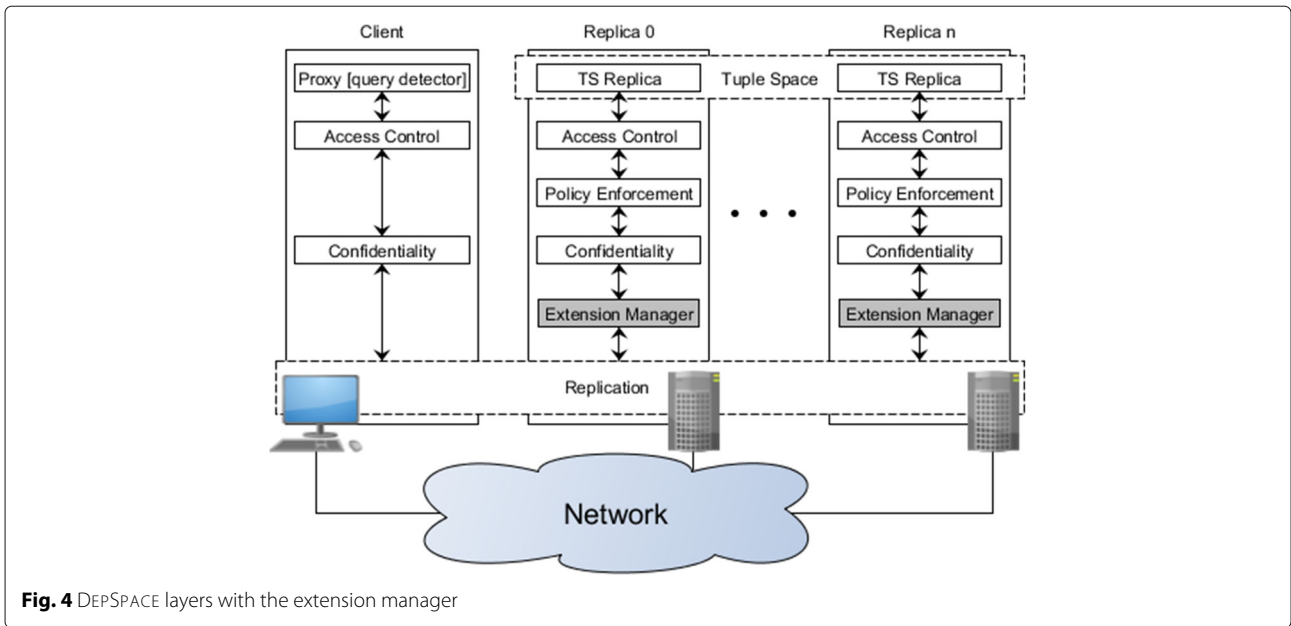 Client
Replica 0
Replica n
Proxy [query detector]
TS Replica
Tuple Space
TS Replica
Access Control
Access Control
Access Control
Policy Enforcement
Policy Enforcement
Confidentiality
Confidentiality
Confidentiality
Extension Manager
Extension Manager
Replication
Network
Fig. 4 DEPSPACE layers with the extension manager